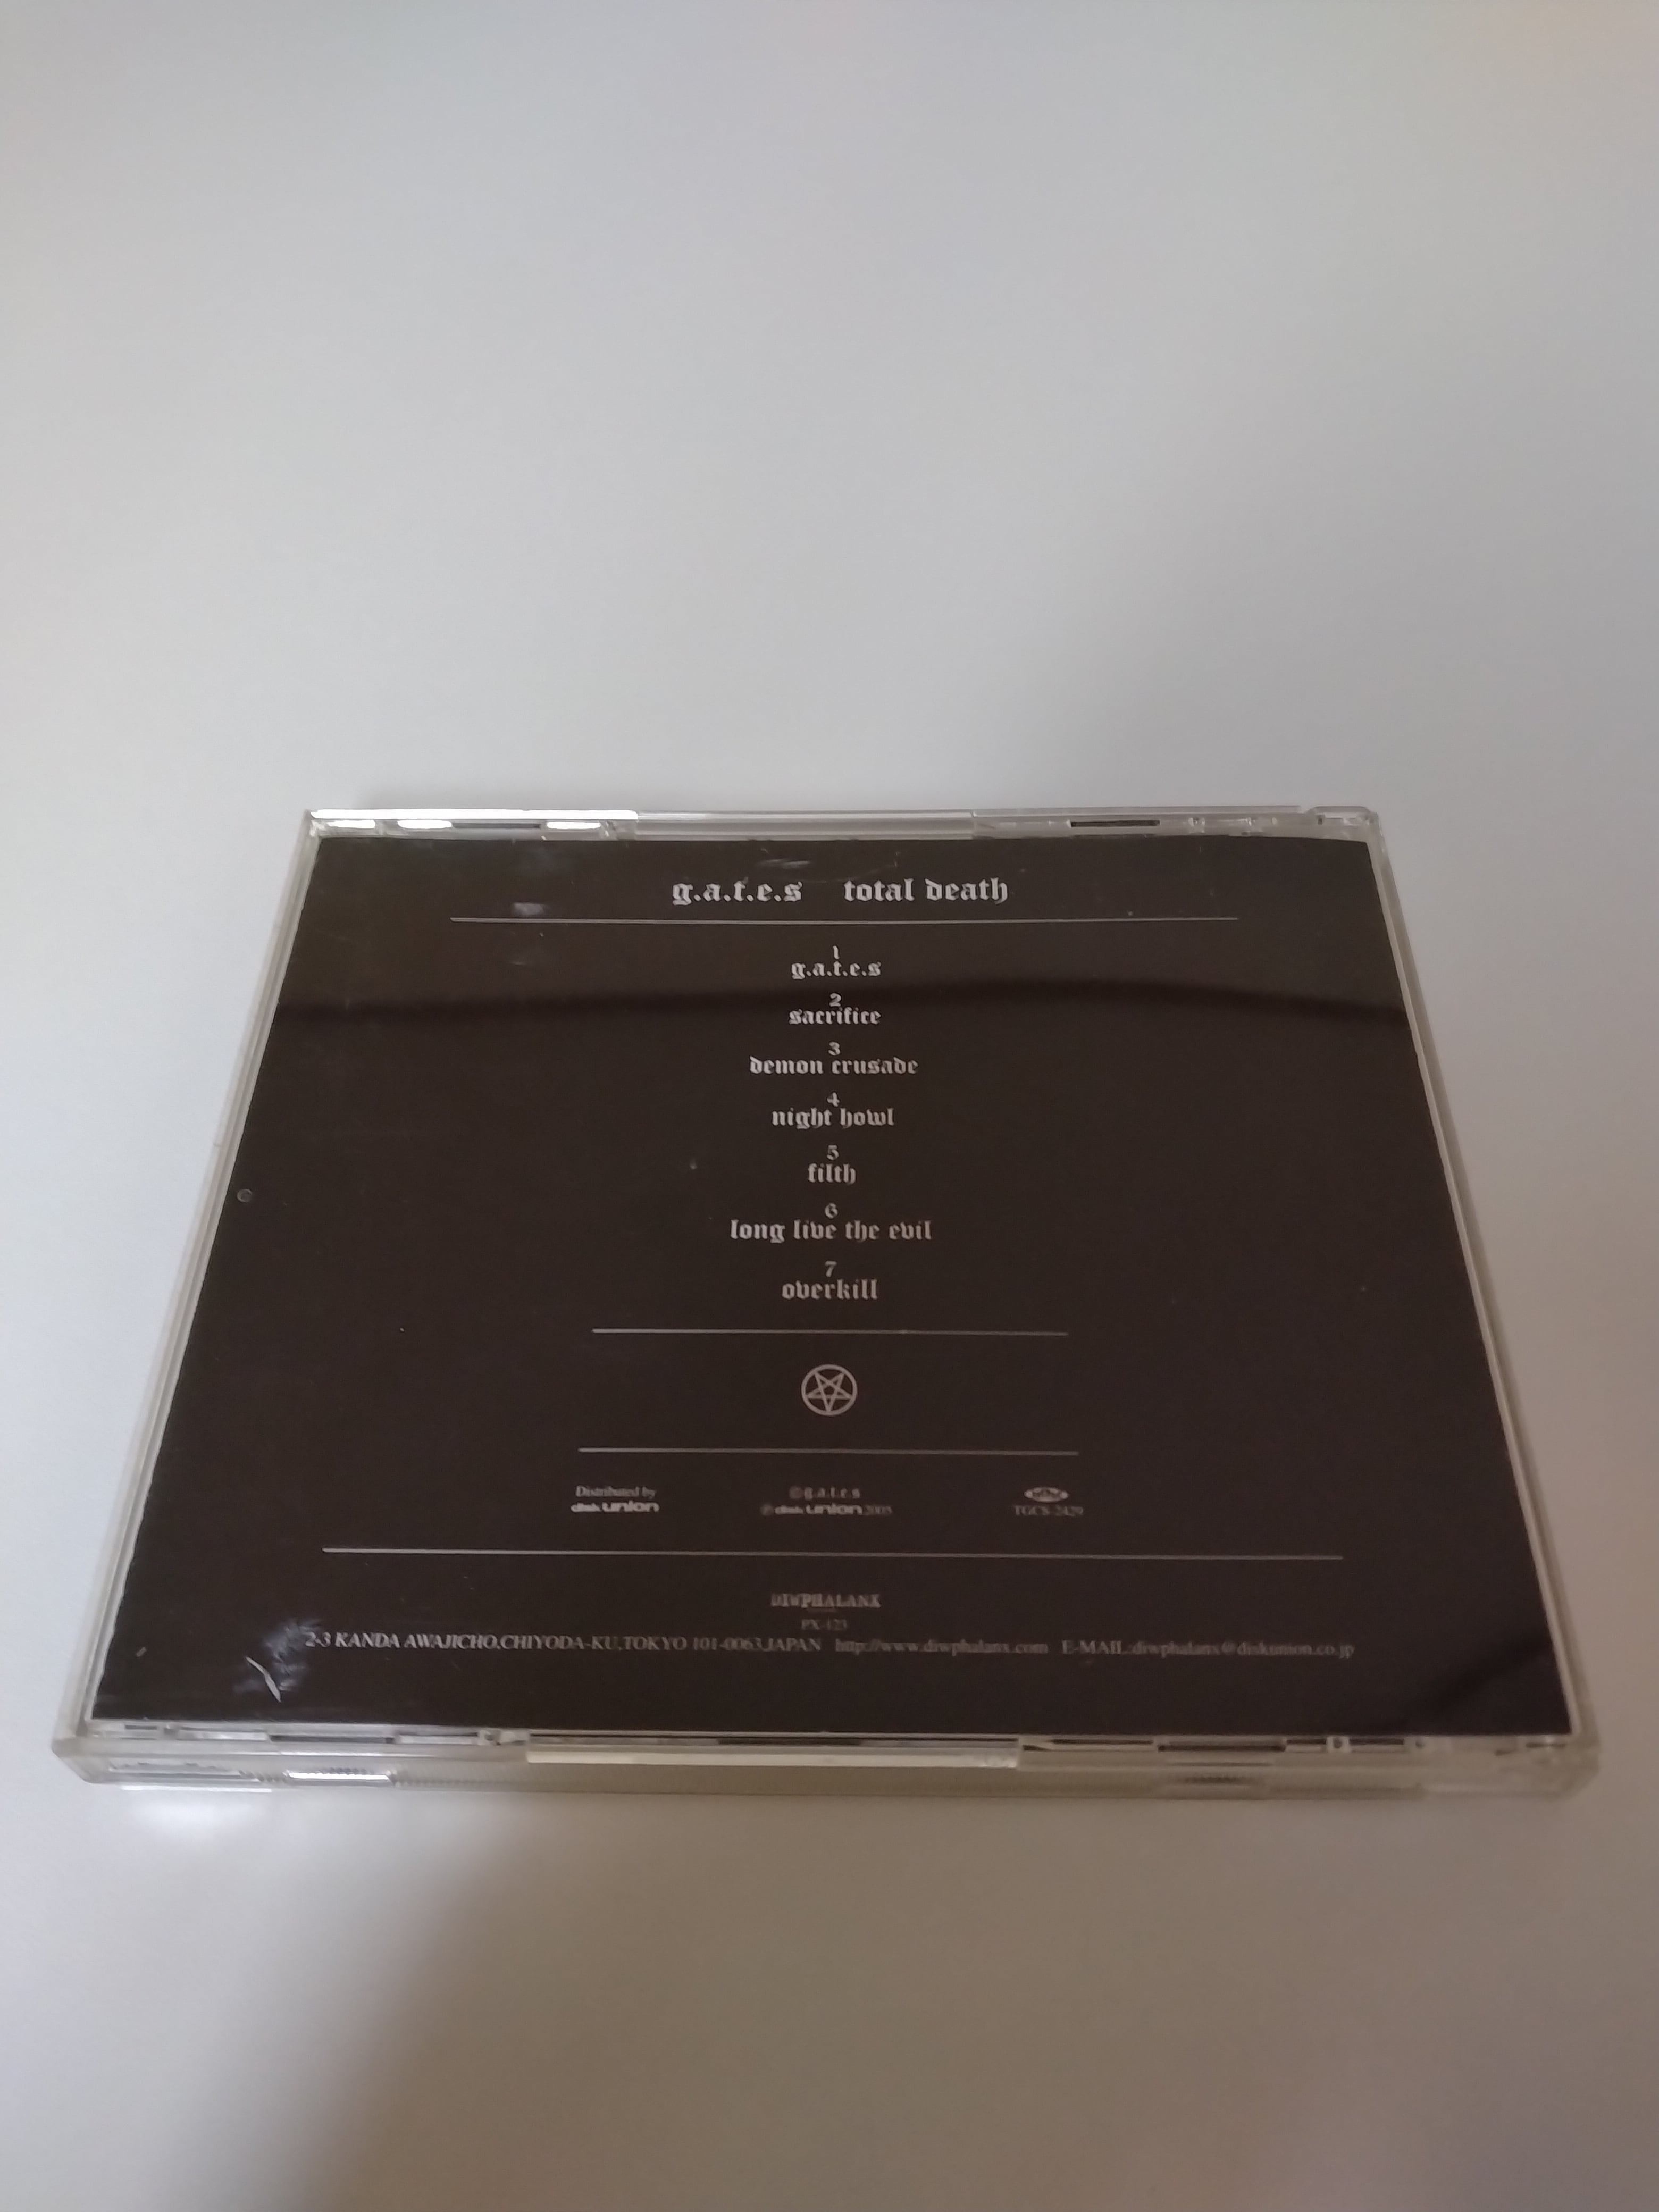 g.a.t.e.s total death
1
g.a.t.e.s
2
sacrifice
3
demon crusade
4
night howl
5
filth
6
long live the evil
7
overkill
Distributed by
disk union
©g.a.t.e.s
℗disk union 2005
TGCS-2429
DIWPHALANX
PX-123
2-3 KANDA AWAJICHO,CHIYODA-KU,TOKYO 101-0063,JAPAN http://www.diwphalanx.com E-MAIL:diwphalanx@diskunion.co.jp